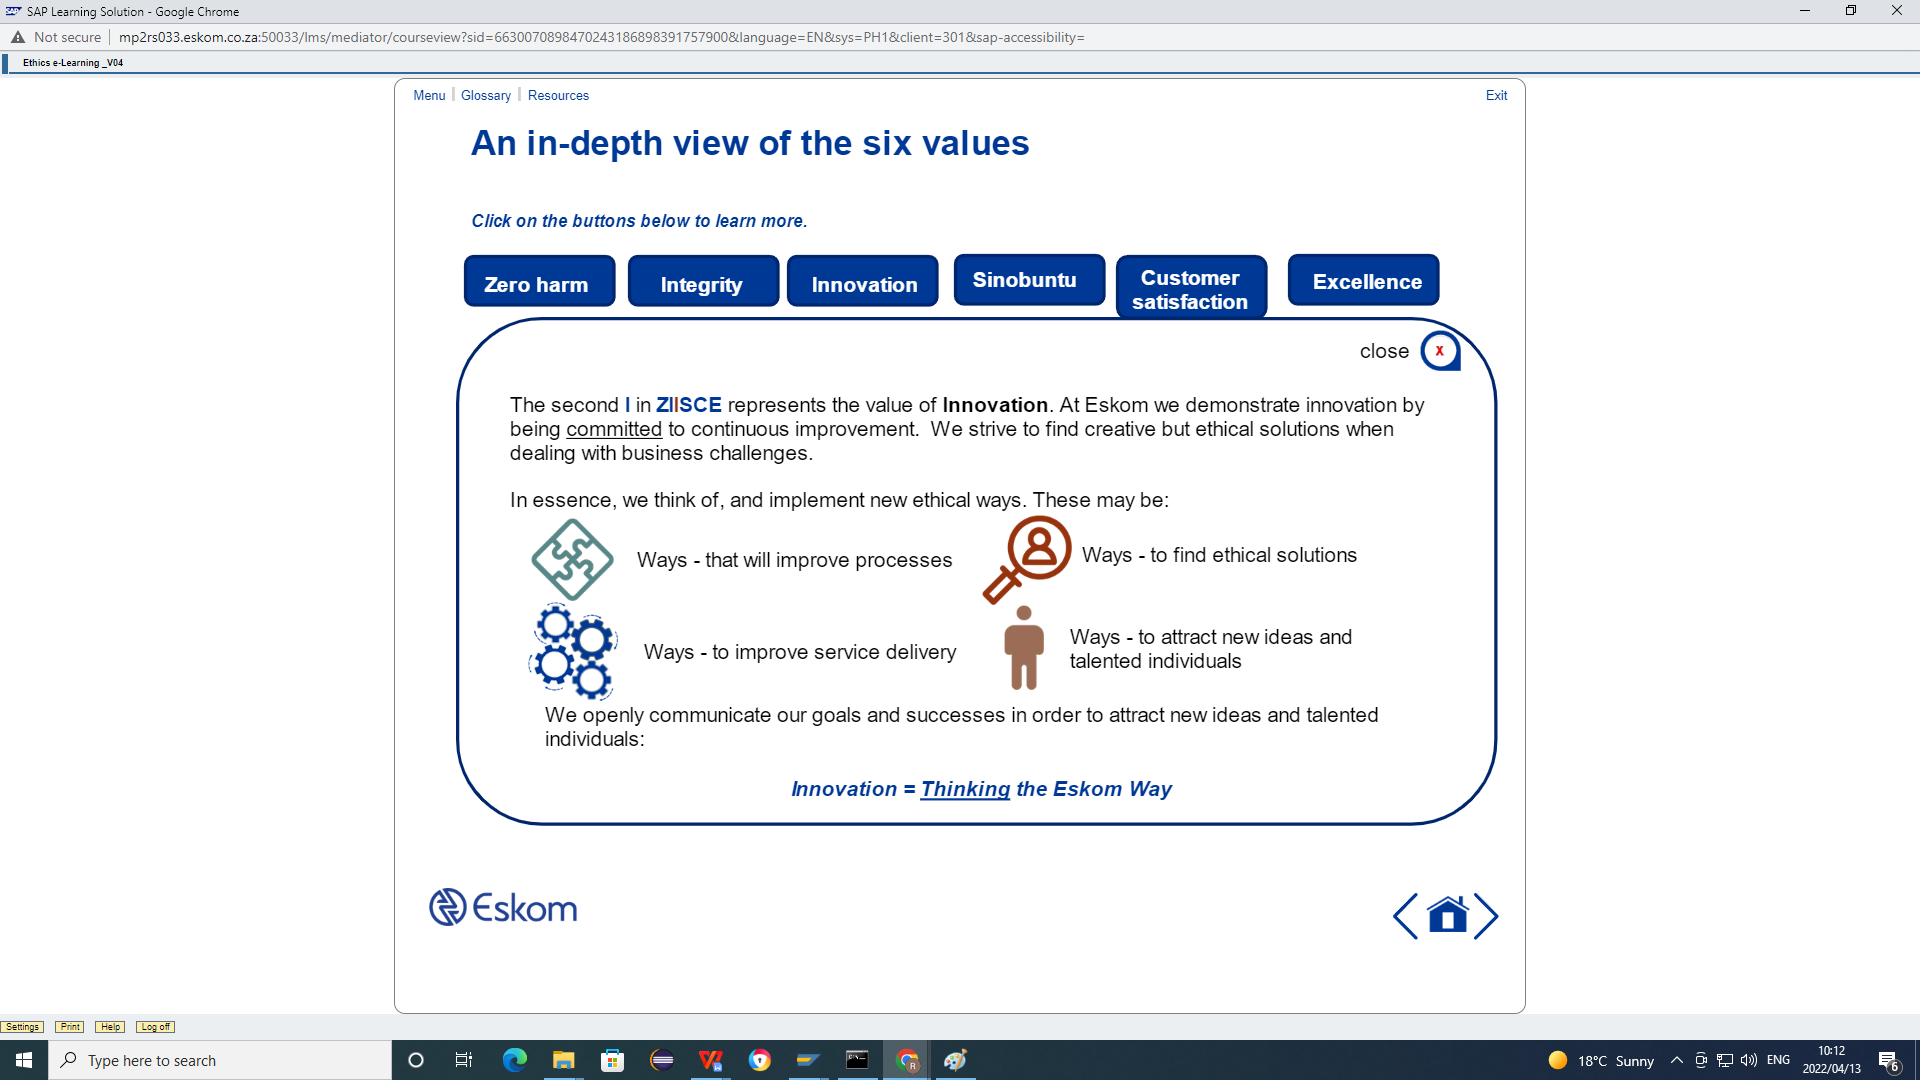 SAP Learning Solution - Google Chrome
Not secure mp2rs033.eskom.co.za:50033/lms/mediator/courseview?sid=6630070898470243186898391757900&language=EN&sys=PH1&client=301&sap-accessibility=
Ethics e-Learning _V04
Menu Glossary Resources Exit
An in-depth view of the six values
Click on the buttons below to learn more.
Zero harm Integrity Innovation Sinobuntu Customer satisfaction Excellence
close x
The second I in ZIISCE represents the value of Innovation. At Eskom we demonstrate innovation by
being committed to continuous improvement. We strive to find creative but ethical solutions when
dealing with business challenges.
In essence, we think of, and implement new ethical ways. These may be:
Ways - that will improve processes
Ways - to find ethical solutions
Ways - to improve service delivery
Ways - to attract new ideas and
talented individuals
We openly communicate our goals and successes in order to attract new ideas and talented
individuals:
Innovation = Thinking the Eskom Way
Eskom
Settings Print Help Log off
Type here to search
18°C Sunny ENG
10:12
2022/04/13
6